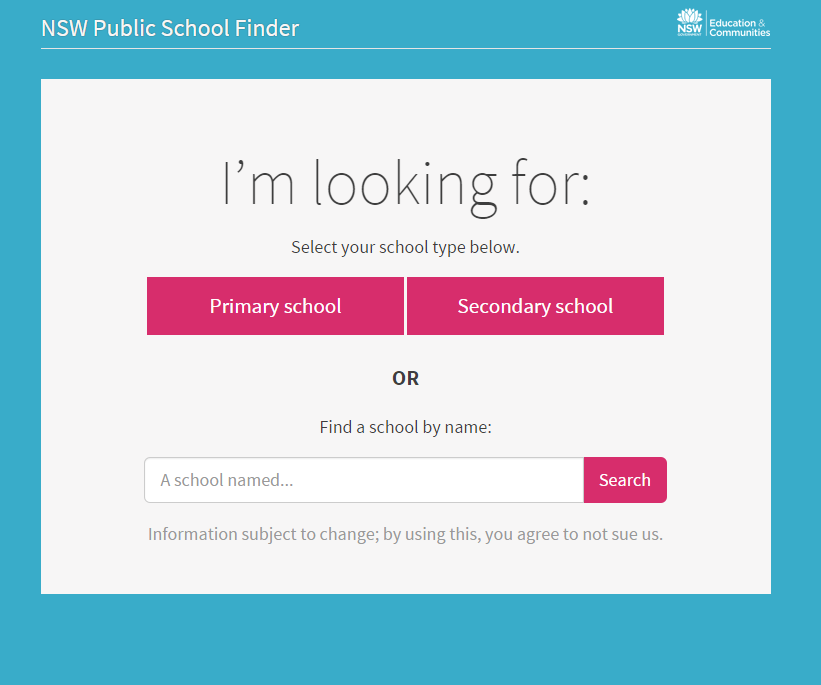 NSW Public School Finder
NSW
GOVERNMENT
Education &
Communities
I’m looking for:
Select your school type below.
Primary school
Secondary school
OR
Find a school by name:
A school named...
Search
Information subject to change; by using this, you agree to not sue us.